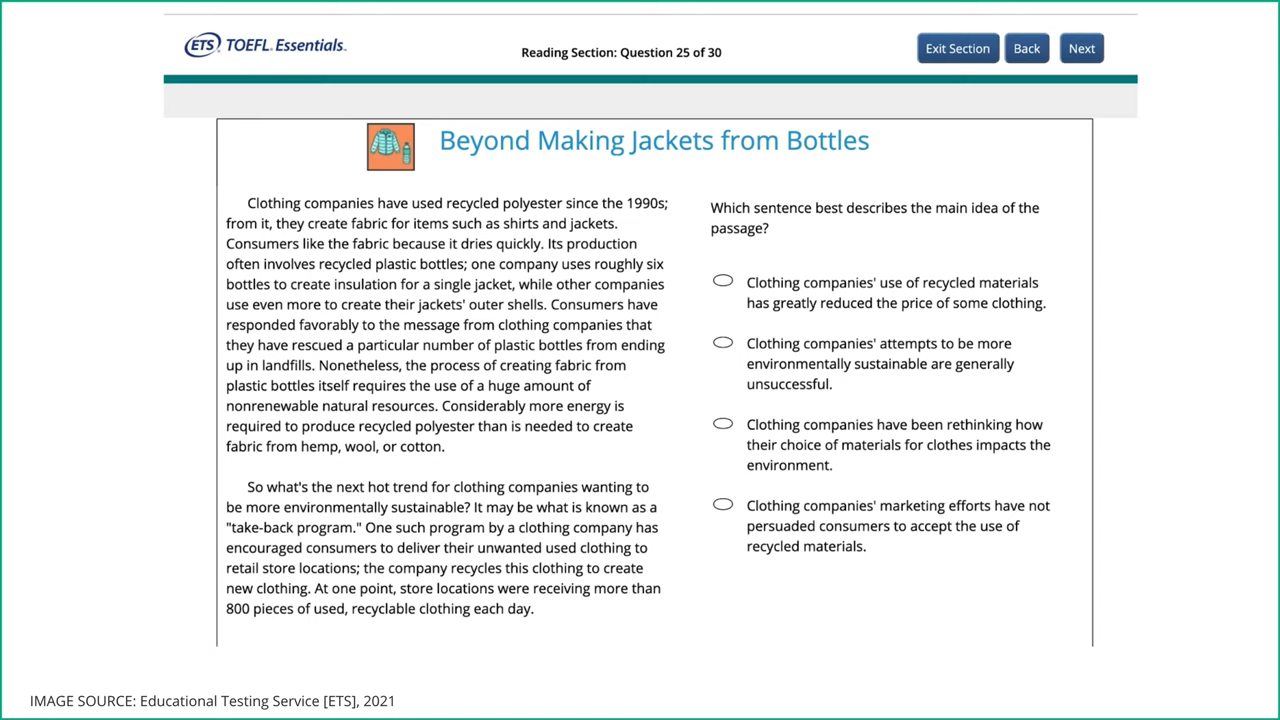 ETS TOEFL Essentials.
Reading Section: Question 25 of 30
Exit Section
Back
Next
Beyond Making Jackets from Bottles
Clothing companies have used recycled polyester since the 1990s;
from it, they create fabric for items such as shirts and jackets.
Consumers like the fabric because it dries quickly. Its production
often involves recycled plastic bottles; one company uses roughly six
bottles to create insulation for a single jacket, while other companies
use even more to create their jackets' outer shells. Consumers have
responded favorably to the message from clothing companies that
they have rescued a particular number of plastic bottles from ending
up in landfills. Nonetheless, the process of creating fabric from
plastic bottles itself requires the use of a huge amount of
nonrenewable natural resources. Considerably more energy is
required to produce recycled polyester than is needed to create
fabric from hemp, wool, or cotton.
So what's the next hot trend for clothing companies wanting to
be more environmentally sustainable? It may be what is known as a
"take-back program." One such program by a clothing company has
encouraged consumers to deliver their unwanted used clothing to
retail store locations; the company recycles this clothing to create
new clothing. At one point, store locations were receiving more than
800 pieces of used, recyclable clothing each day.
Which sentence best describes the main idea of the
passage?
Clothing companies' use of recycled materials
has greatly reduced the price of some clothing.
Clothing companies' attempts to be more
environmentally sustainable are generally
unsuccessful.
Clothing companies have been rethinking how
their choice of materials for clothes impacts the
environment.
Clothing companies' marketing efforts have not
persuaded consumers to accept the use of
recycled materials.
IMAGE SOURCE: Educational Testing Service [ETS], 2021